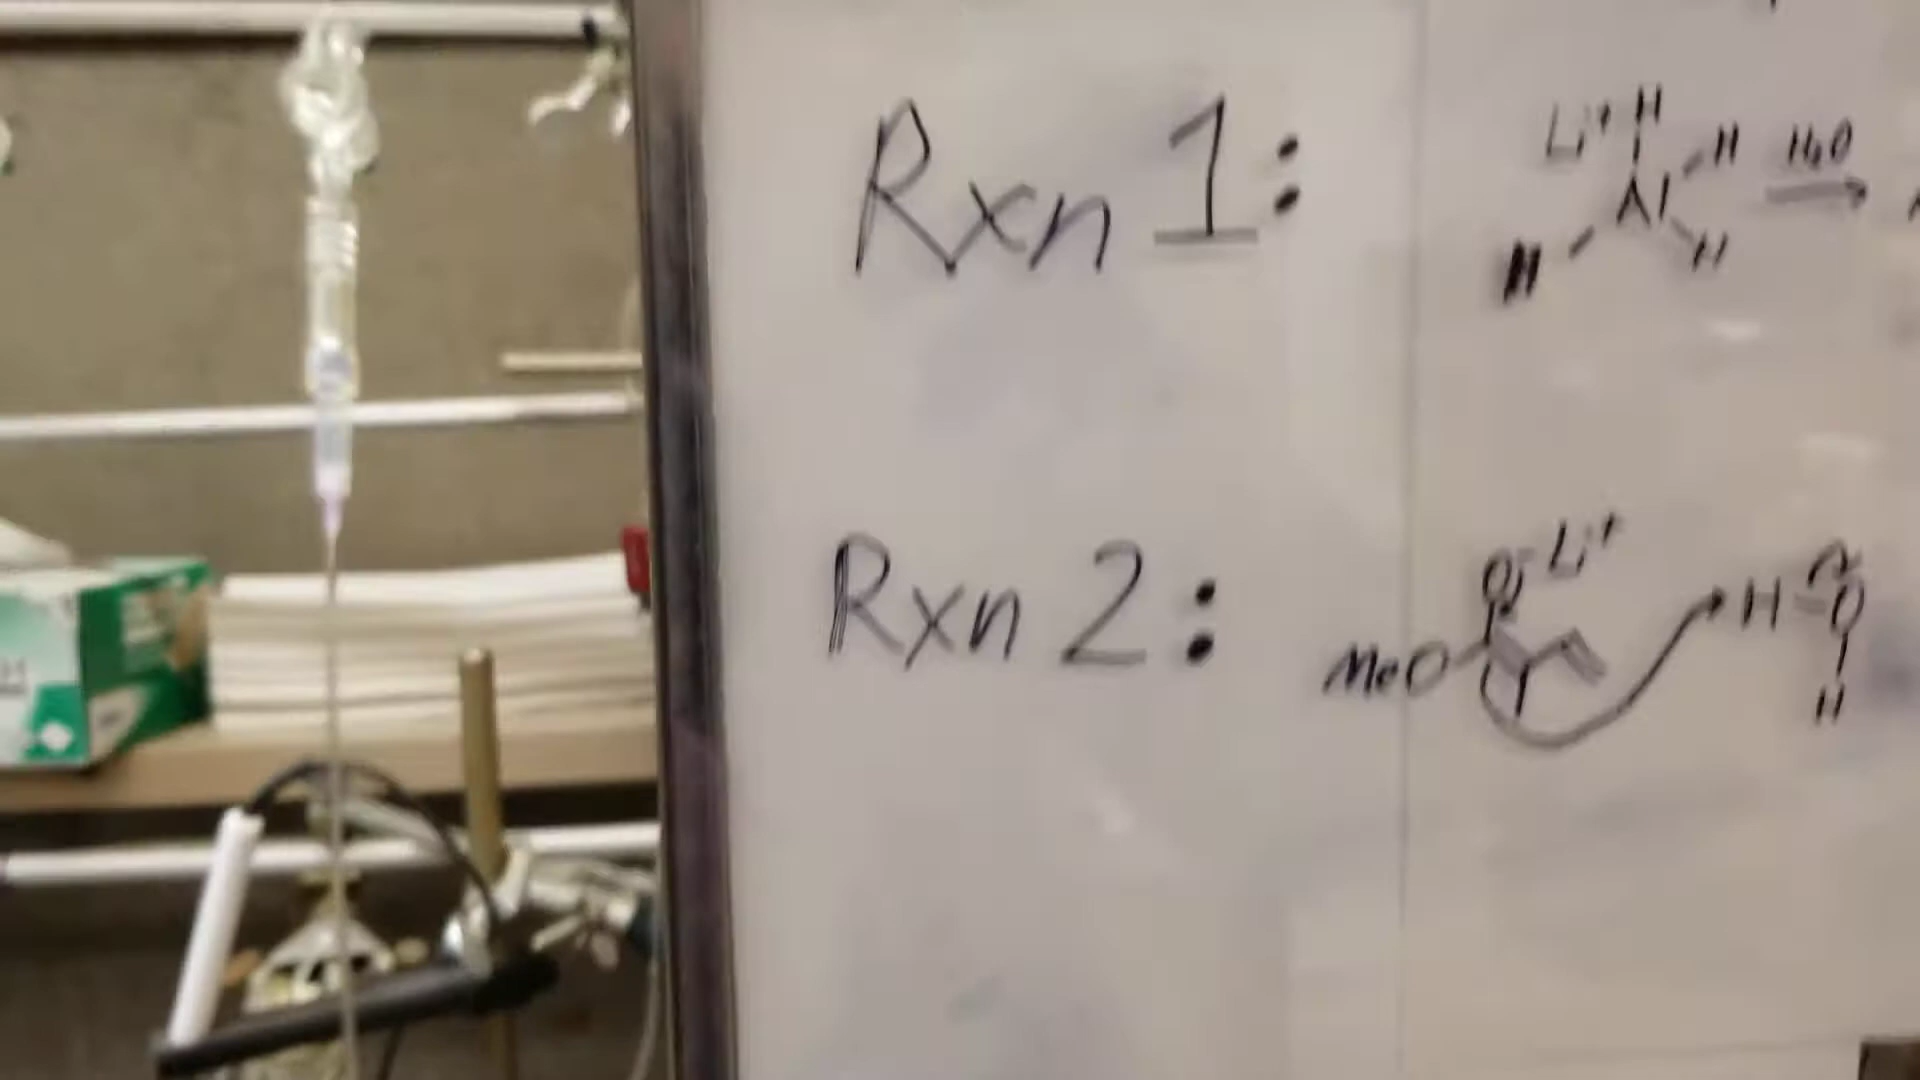 Rxn 1:
Li+ H
Al H H₂O
H H
Rxn 2:
O- Li+
MeO H O
H